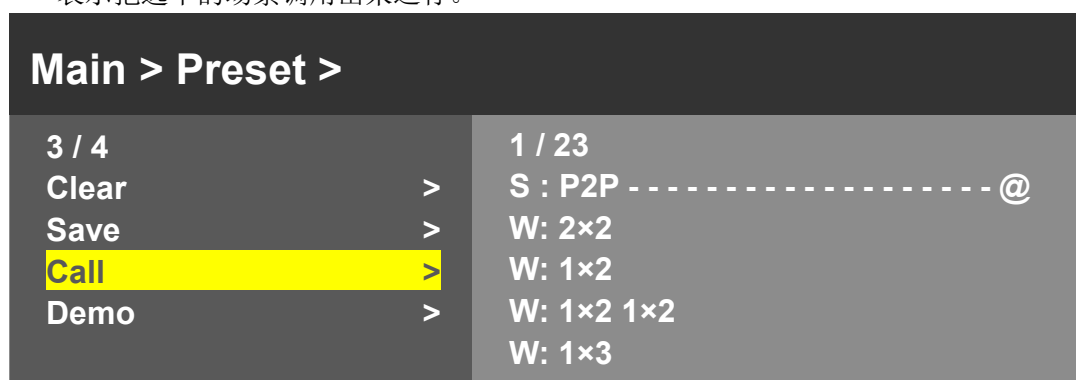 Main > Preset >
3 / 4
Clear >
Save >
Call >
Demo >
1 / 23
S : P2P - - - - - - - - - - - - - - - - - - - @
W: 2×2
W: 1×2
W: 1×2 1×2
W: 1×3